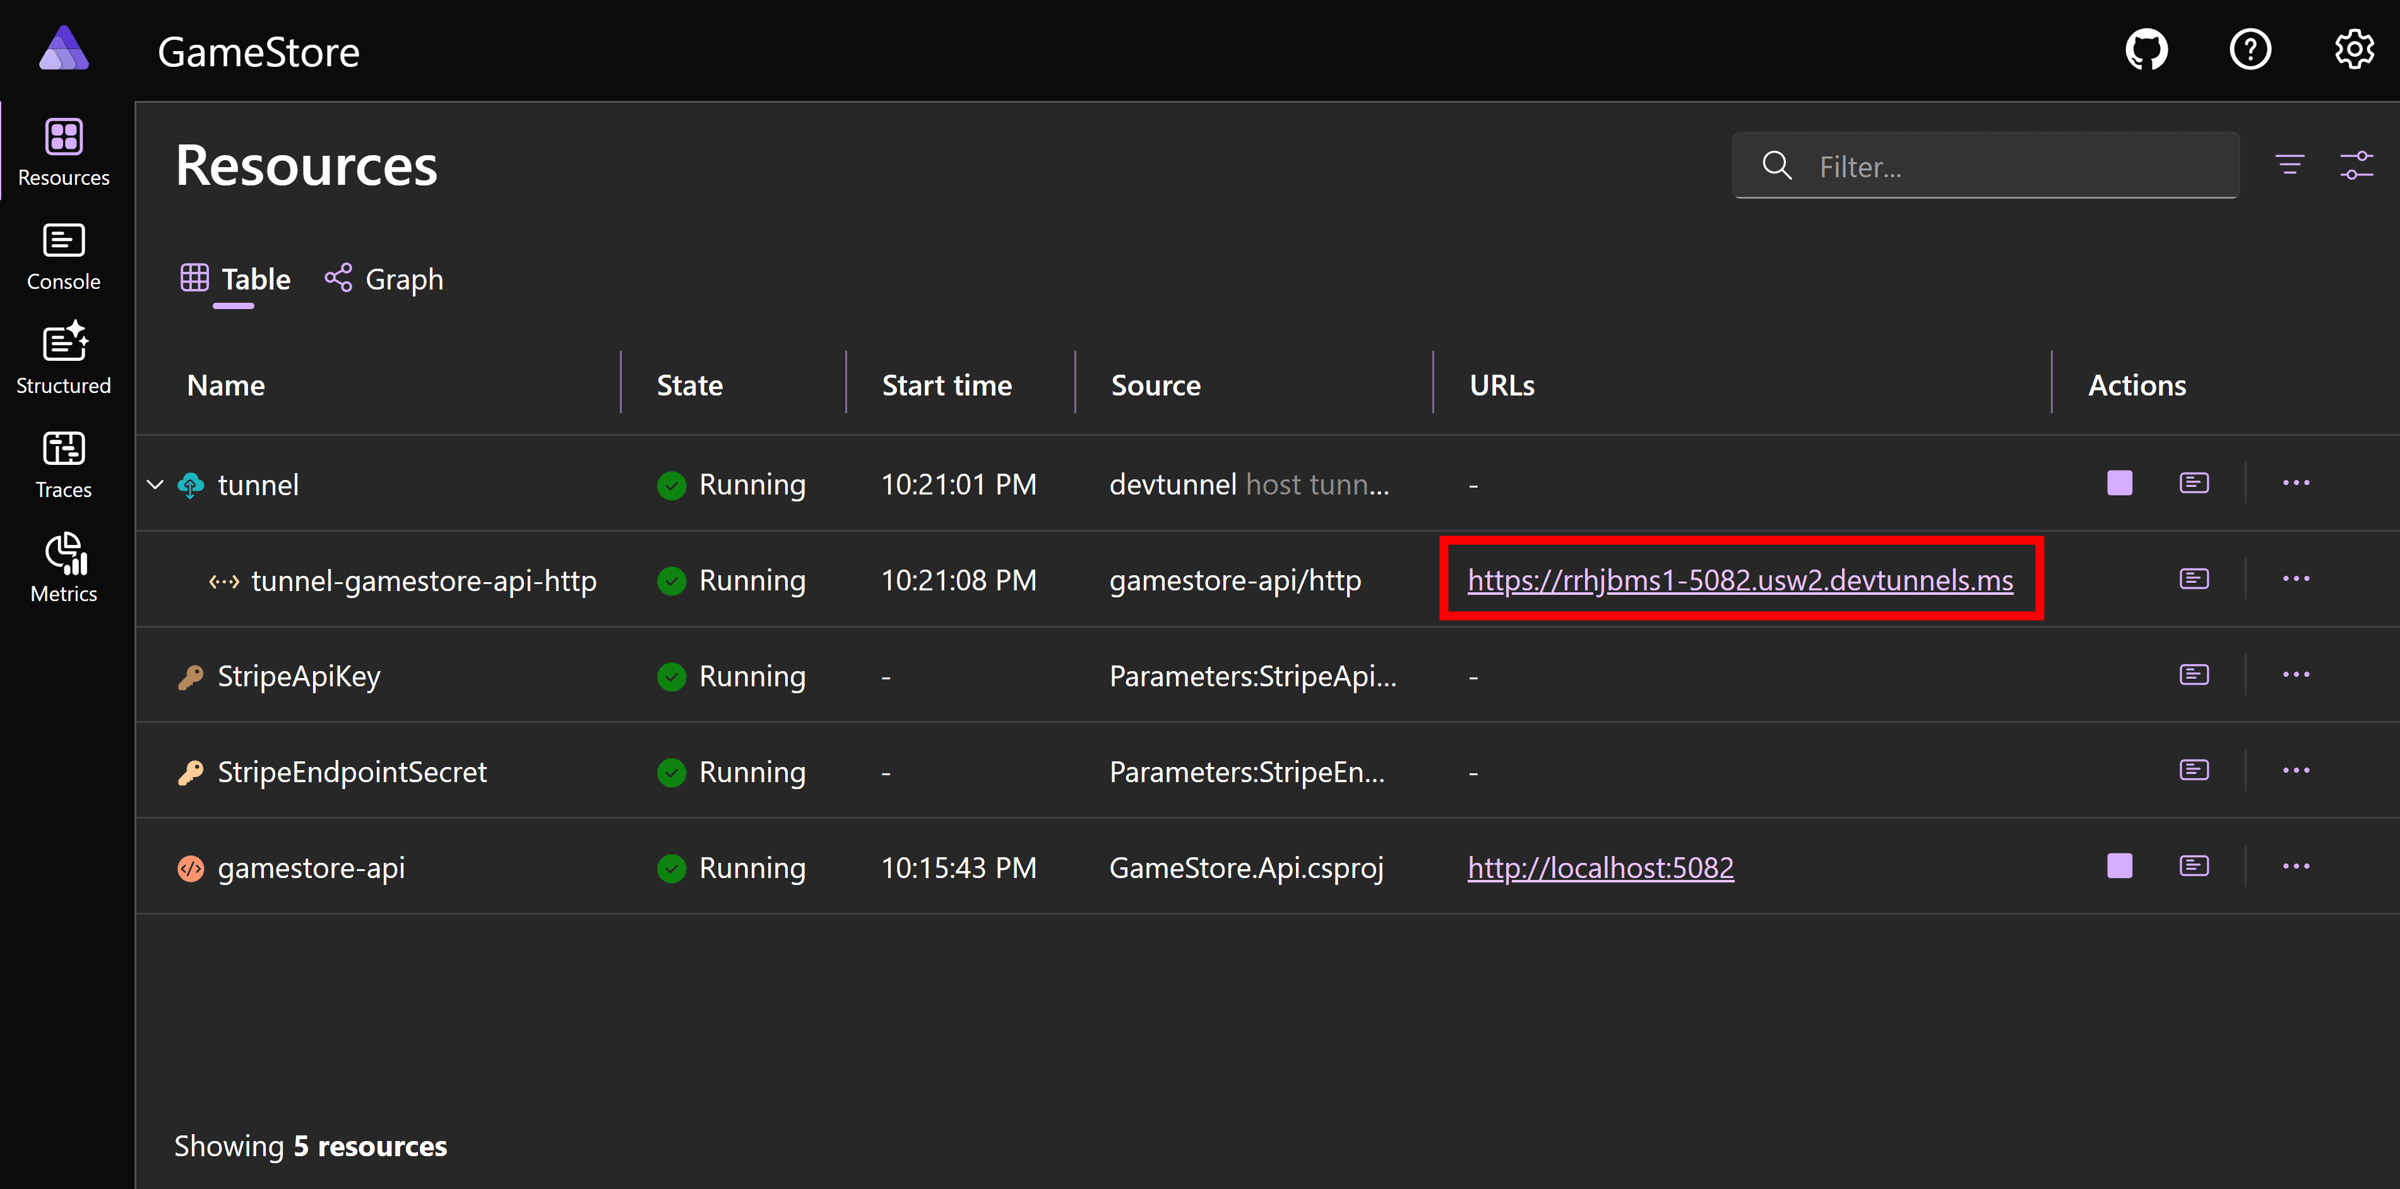 GameStore
Resources
Console
Structured
Traces
Metrics
Resources
Filter...
Table Graph
Name State Start time Source URLs Actions
tunnel Running 10:21:01 PM devtunnel host tunn... -
tunnel-gamestore-api-http Running 10:21:08 PM gamestore-api/http https://rrhjbms1-5082.usw2.devtunnels.ms
StripeApiKey Running - Parameters:StripeApi... -
StripeEndpointSecret Running - Parameters:StripeEn... -
gamestore-api Running 10:15:43 PM GameStore.Api.csproj http://localhost:5082
Showing 5 resources